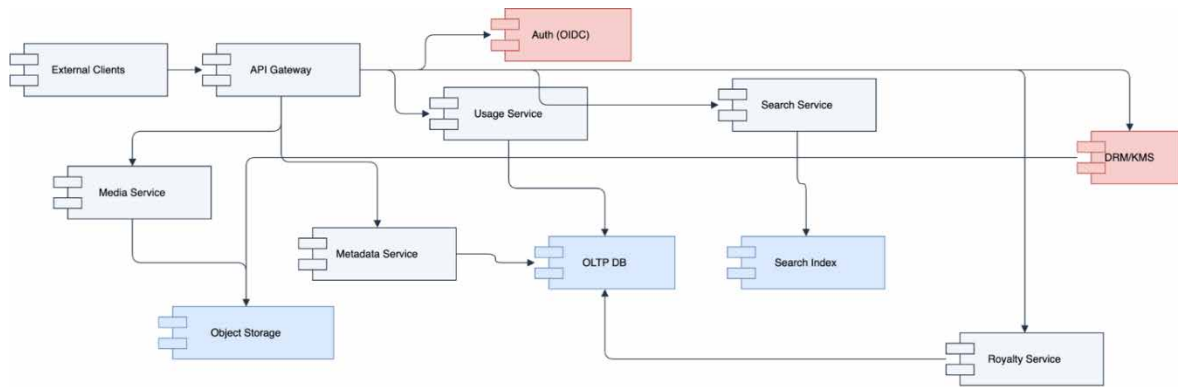 Auth (OIDC)
External Clients
API Gateway
Usage Service
Search Service
DRM/KMS
Media Service
Metadata Service
OLTP DB
Search Index
Object Storage
Royalty Service